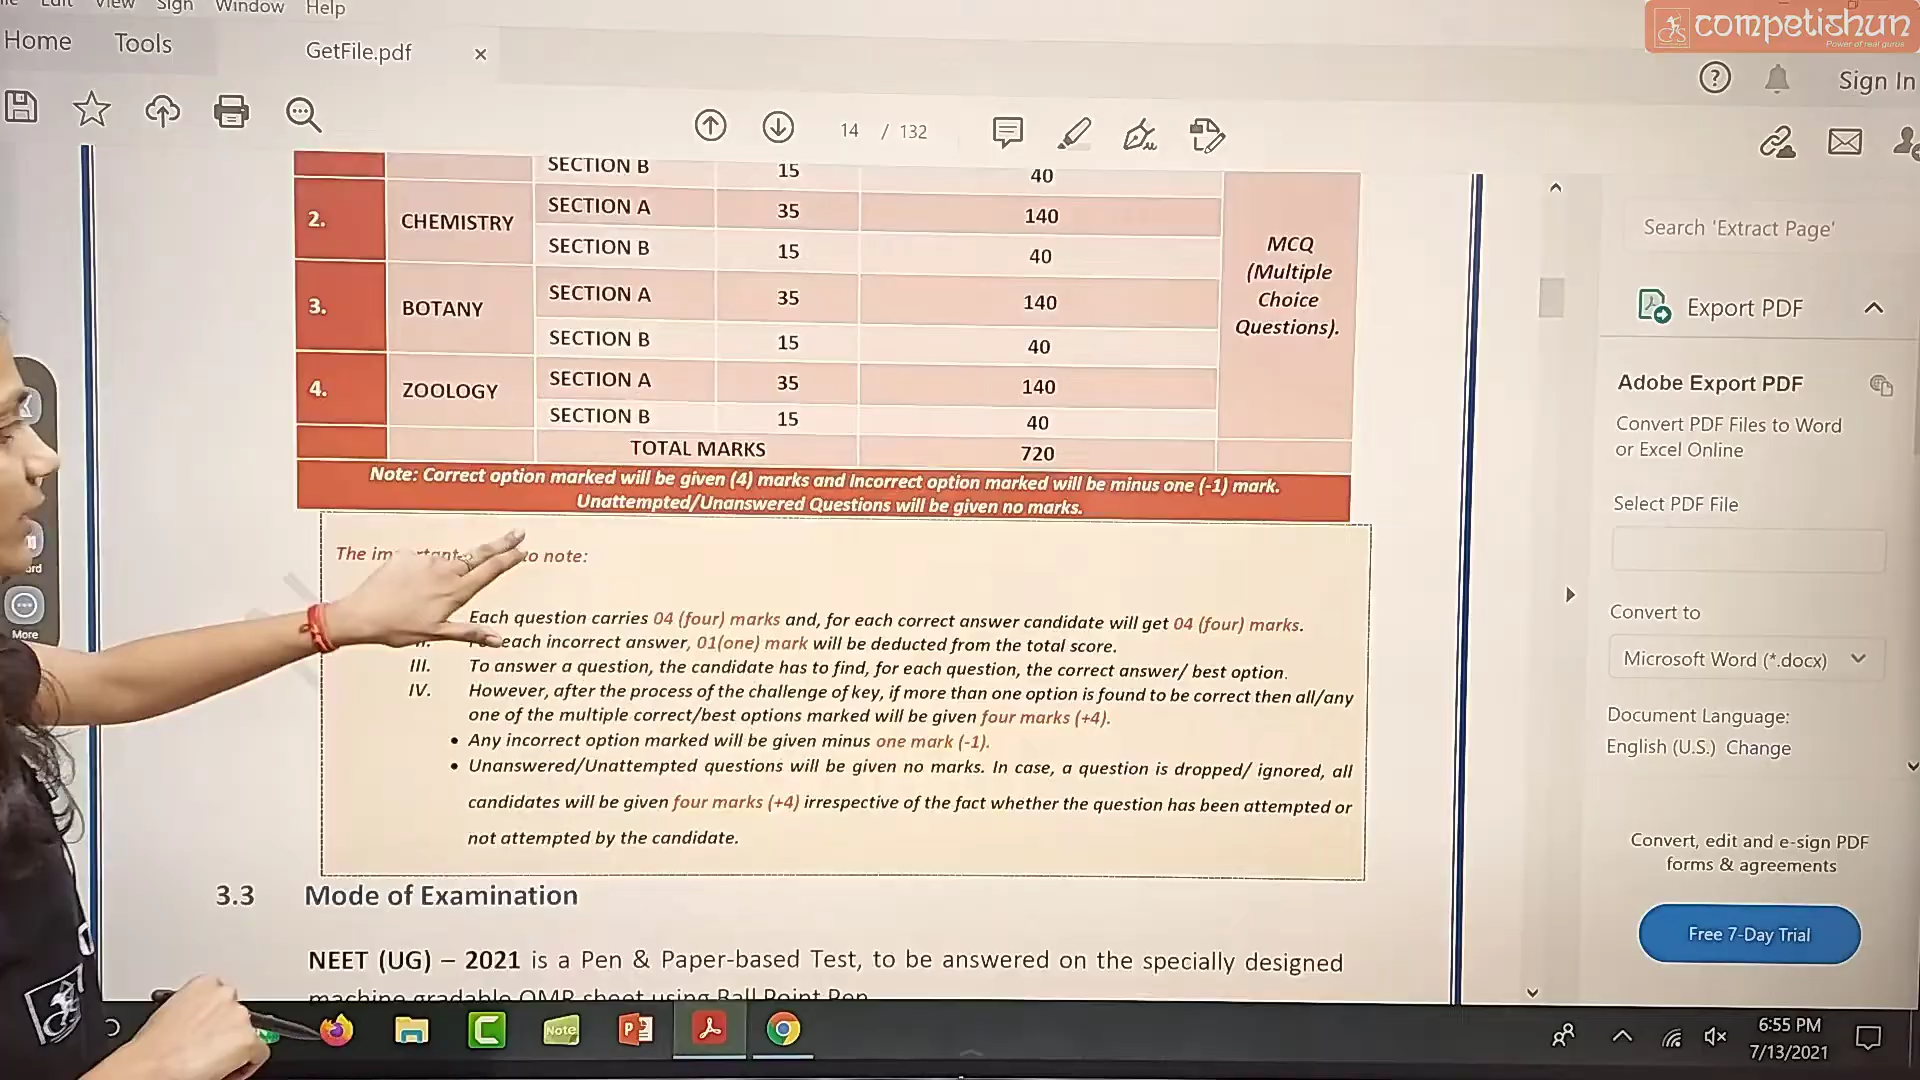 Edit View Sign Window Help
competishun
Power of real gurus
Home Tools GetFile.pdf ×
Sign In
14 / 132
SECTION B 15 40
2. CHEMISTRY SECTION A 35 140
SECTION B 15 40
3. BOTANY SECTION A 35 140
SECTION B 15 40
4. ZOOLOGY SECTION A 35 140
SECTION B 15 40
MCQ
(Multiple
Choice
Questions).
TOTAL MARKS 720
Note: Correct option marked will be given (4) marks and Incorrect option marked will be minus one (-1) mark.
Unattempted/Unanswered Questions will be given no marks.
The to note:
Each question carries 04 (four) marks and, for each correct answer candidate will get 04 (four) marks.
each incorrect answer, 01(one) mark will be deducted from the total score.
III. To answer a question, the candidate has to find, for each question, the correct answer/ best option.
IV. However, after the process of the challenge of key, if more than one option is found to be correct then all/any
one of the multiple correct/best options marked will be given four marks (+4).
• Any incorrect option marked will be given minus one mark (-1).
• Unanswered/Unattempted questions will be given no marks. In case, a question is dropped/ ignored, all
candidates will be given four marks (+4) irrespective of the fact whether the question has been attempted or
not attempted by the candidate.
3.3 Mode of Examination
NEET (UG) – 2021 is a Pen & Paper-based Test, to be answered on the specially designed
machine gradable OMR sheet using Ball Point Pen
Search 'Extract Page'
Export PDF
Adobe Export PDF
Convert PDF Files to Word
or Excel Online
Select PDF File
Convert to
Microsoft Word (*.docx)
Document Language:
English (U.S.) Change
Convert, edit and e-sign PDF
forms & agreements
Free 7-Day Trial
More
Note
6:55 PM
7/13/2021